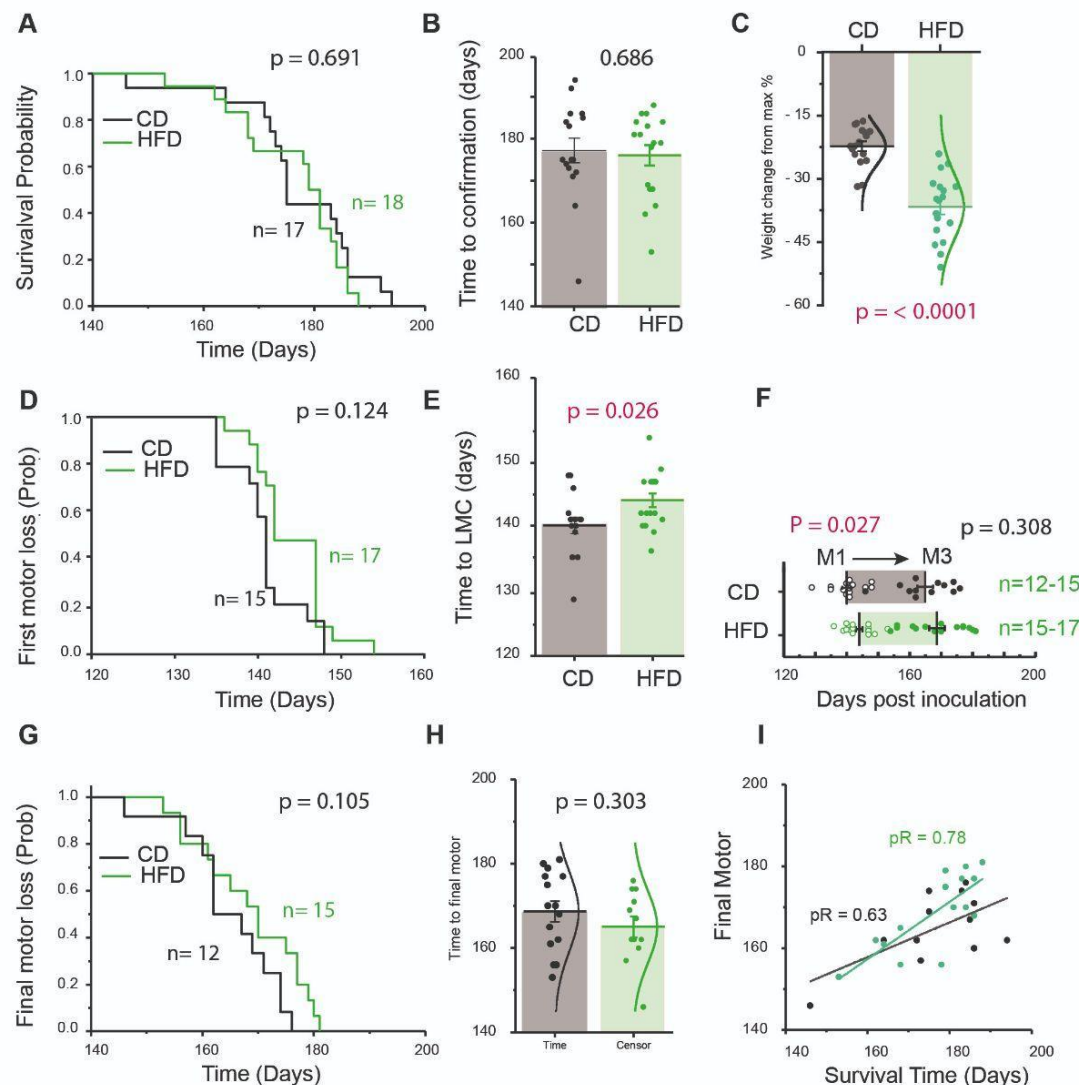 A
p = 0.691
Surivalval Probability
1.0
0.8
0.6
0.4
0.2
0.0
CD
HFD
n= 18
n= 17
140
160
180
200
Time (Days)
B
Time to confirmation (days)
200
180
160
140
0.686
CD
HFD
C
CD
HFD
Weight change from max %
0
-15
-30
-45
-60
p = < 0.0001
D
p = 0.124
First motor loss (Prob)
1.0
0.8
0.6
0.4
0.2
0.0
CD
HFD
n= 17
n= 15
120
130
140
150
160
Time (Days)
E
Time to LMC (days)
160
150
140
130
120
p = 0.026
CD
HFD
F
P = 0.027
p = 0.308
M1
M3
CD
n=12-15
HFD
n=15-17
120
160
200
Days post inoculation
G
p = 0.105
Final motor loss (Prob)
1.0
0.8
0.6
0.4
0.2
0.0
CD
HFD
n= 15
n= 12
140
160
180
200
Time (Days)
H
Time to final motor
200
180
160
140
p = 0.303
Time
Censor
I
Final Motor
200
180
160
140
pR = 0.78
pR = 0.63
140
160
180
200
Survival Time (Days)